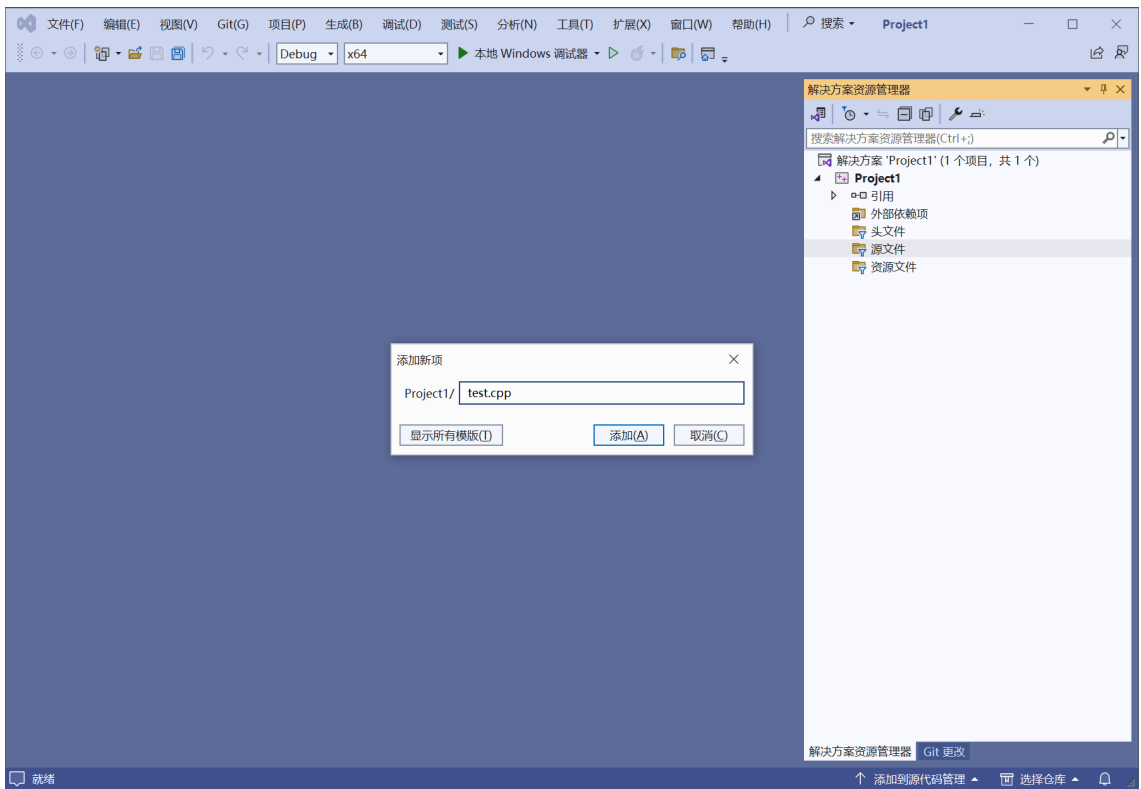 文件(F) 编辑(E) 视图(V) Git(G) 项目(P) 生成(B) 调试(D) 测试(S) 分析(N) 工具(T) 扩展(X) 窗口(W) 帮助(H) 搜索 Project1
Debug x64 本地 Windows 调试器
解决方案资源管理器
搜索解决方案资源管理器(Ctrl+;)
解决方案 'Project1' (1 个项目，共 1 个)
Project1
引用
外部依赖项
头文件
源文件
资源文件
添加新项
Project1/ test.cpp
显示所有模版(T) 添加(A) 取消(C)
解决方案资源管理器 Git 更改
就绪 添加到源代码管理 选择仓库